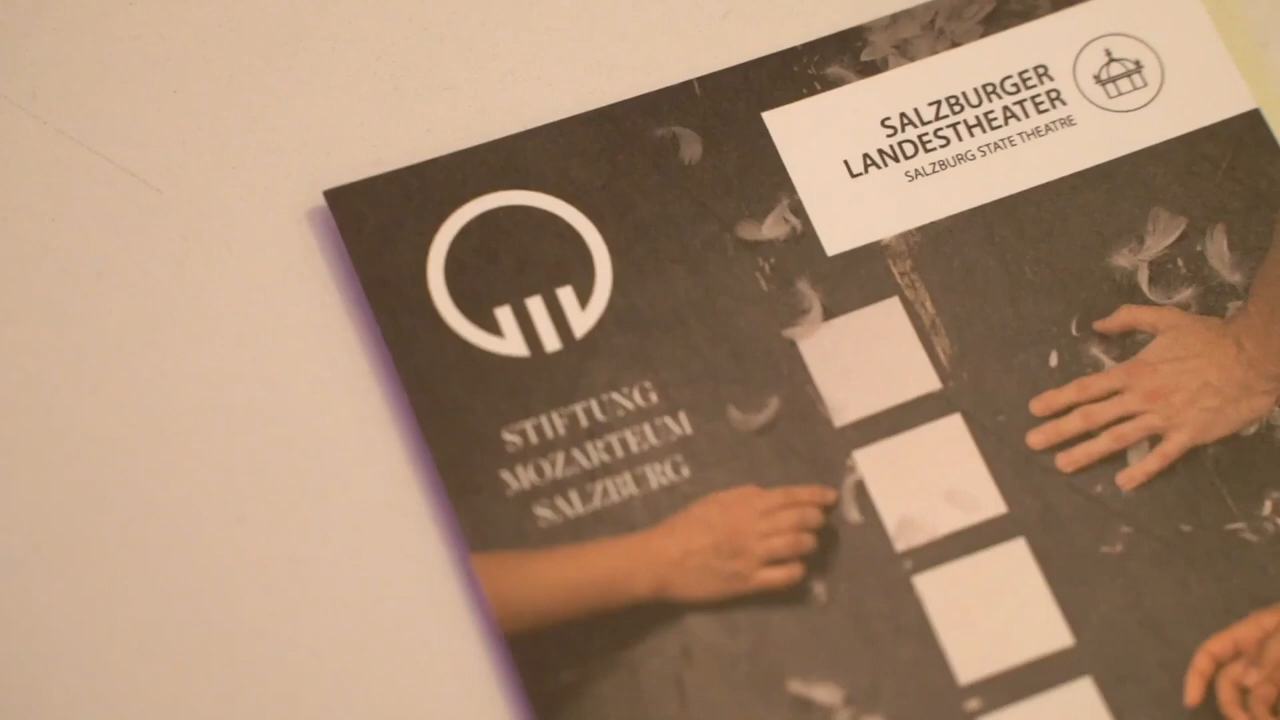 SALZBURGER
LANDESTHEATER
SALZBURG STATE THEATRE
STIFTUNG
MOZARTEUM
SALZBURG